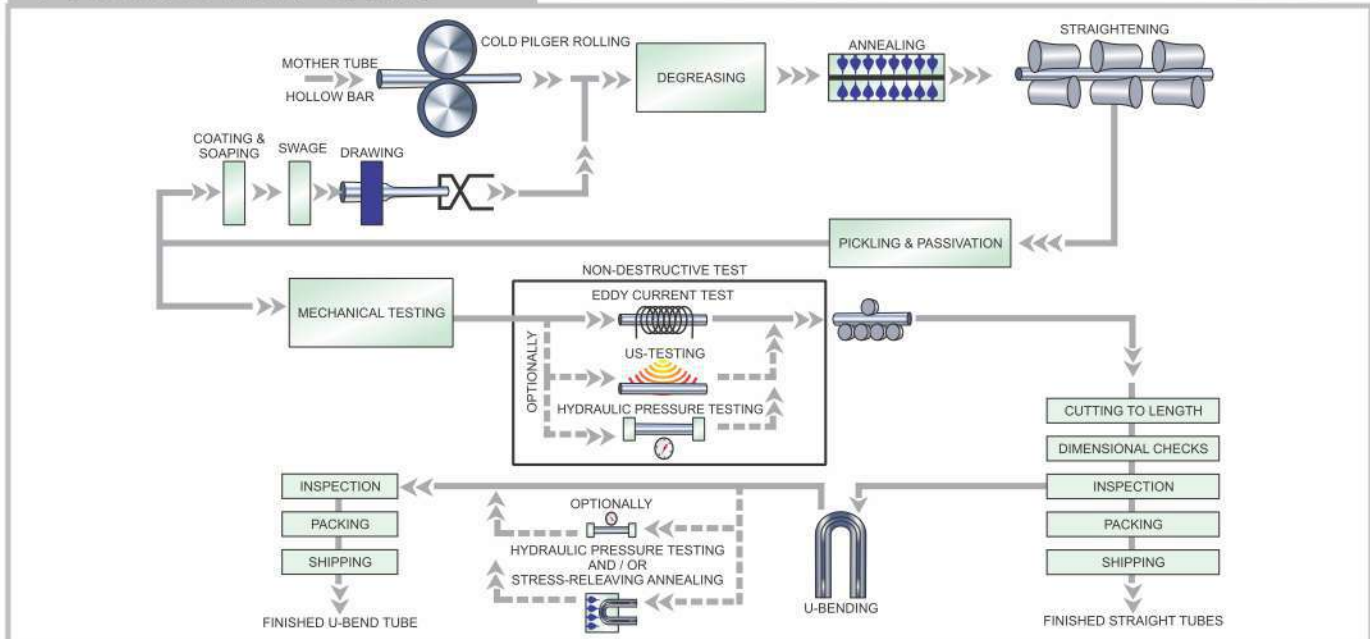 COLD PILGER ROLLING
MOTHER TUBE
HOLLOW BAR
DEGREASING
ANNEALING
STRAIGHTENING
COATING &
SOAPING
SWAGE
DRAWING
PICKLING & PASSIVATION
MECHANICAL TESTING
NON-DESTRUCTIVE TEST
EDDY CURRENT TEST
OPTIONALLY
US-TESTING
HYDRAULIC PRESSURE TESTING
CUTTING TO LENGTH
DIMENSIONAL CHECKS
INSPECTION
PACKING
SHIPPING
FINISHED STRAIGHT TUBES
U-BENDING
OPTIONALLY
HYDRAULIC PRESSURE TESTING
AND / OR
STRESS-RELEAVING ANNEALING
INSPECTION
PACKING
SHIPPING
FINISHED U-BEND TUBE